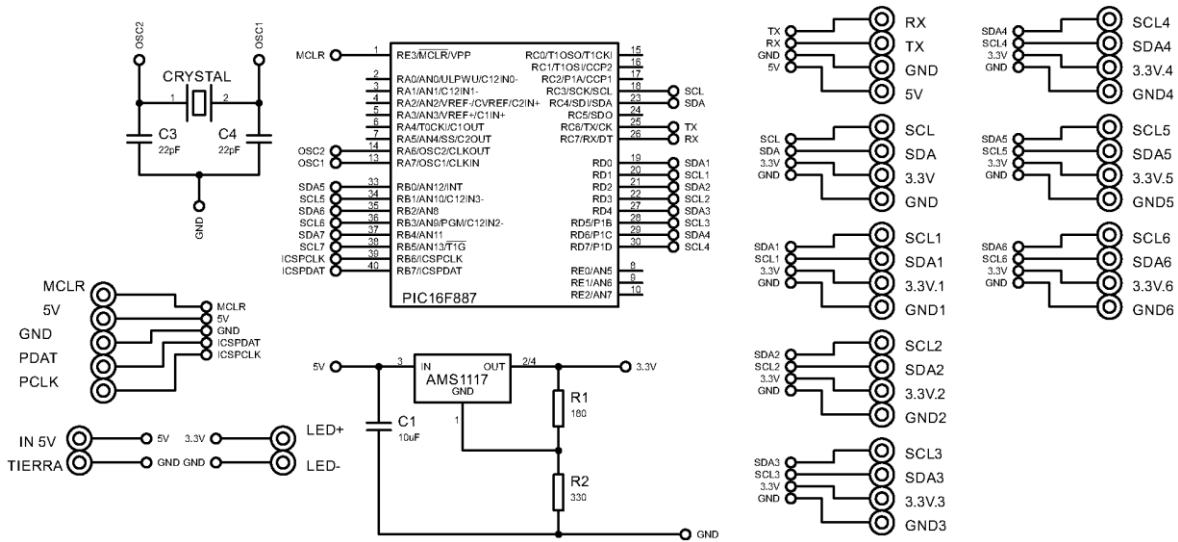 OSC2
OSC1
CRYSTAL
1
2
C3
22pF
C4
22pF
GND
MCLR
1
RE3/MCLR/VPP
2
RA0/AN0/ULPWU/C12IN0-
3
RA1/AN1/C12IN1-
4
RA2/AN2/VREF-/CVREF/C2IN+
5
RA3/AN3/VREF+/C1IN+
6
RA4/T0CKI/C1OUT
7
RA5/AN4/SS/C2OUT
OSC2
14
RA6/OSC2/CLKOUT
OSC1
13
RA7/OSC1/CLKIN
SDA5
33
RB0/AN12/INT
SCL5
34
RB1/AN10/C12IN3-
SDA6
35
RB2/AN8
SCL6
36
RB3/AN9/PGM/C12IN2-
SDA7
37
RB4/AN11
SCL7
38
RB5/AN13/T1G
ICSPCLK
39
RB6/ICSPCLK
ICSPDAT
40
RB7/ICSPDAT
RC0/T1OSO/T1CKI
15
RC1/T1OSI/CCP2
16
RC2/P1A/CCP1
17
RC3/SCK/SCL
18
SCL
RC4/SDI/SDA
23
SDA
RC5/SDO
24
RC6/TX/CK
25
TX
RC7/RX/DT
26
RX
RD0
19
SDA1
RD1
20
SCL1
RD2
21
SDA2
RD3
22
SCL2
RD4
27
SDA3
RD5/P1B
28
SCL3
RD6/P1C
29
SDA4
RD7/P1D
30
SCL4
RE0/AN5
8
RE1/AN6
9
RE2/AN7
10
PIC16F887
MCLR
5V
GND
PDAT
PCLK
MCLR
5V
GND
ICSPDAT
ICSPCLK
IN 5V
5V
TIERRA
GND
3.3V
LED+
GND
LED-
5V
3
IN
OUT
2/4
3.3V
AMS1117
GND
1
C1
10uF
R1
180
R2
330
GND
TX
RX
RX
TX
GND
GND
5V
5V
SCL
SCL
SDA
SDA
3.3V
3.3V
GND
GND
SDA1
SCL1
SCL1
SDA1
3.3V
3.3V.1
GND
GND1
SDA2
SCL2
SCL2
SDA2
3.3V
3.3V.2
GND
GND2
SDA3
SCL3
SCL3
SDA3
3.3V
3.3V.3
GND
GND3
SDA4
SCL4
SCL4
SDA4
3.3V
3.3V.4
GND
GND4
SDA5
SCL5
SCL5
SDA5
3.3V
3.3V.5
GND
GND5
SDA6
SCL6
SCL6
SDA6
3.3V
3.3V.6
GND
GND6